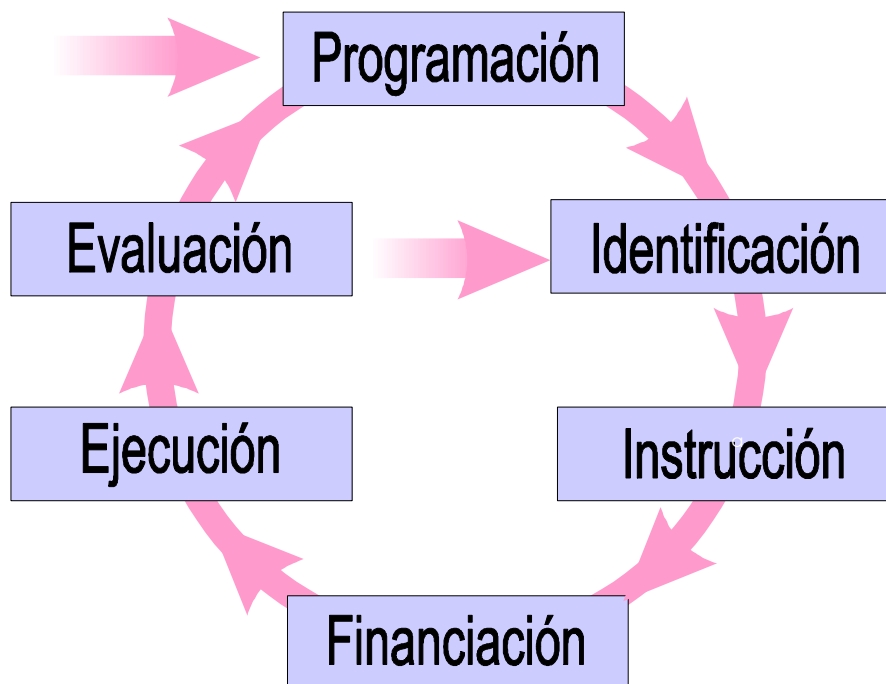 Programación
Evaluación
Identificación
Ejecución
Instrucción
Financiación